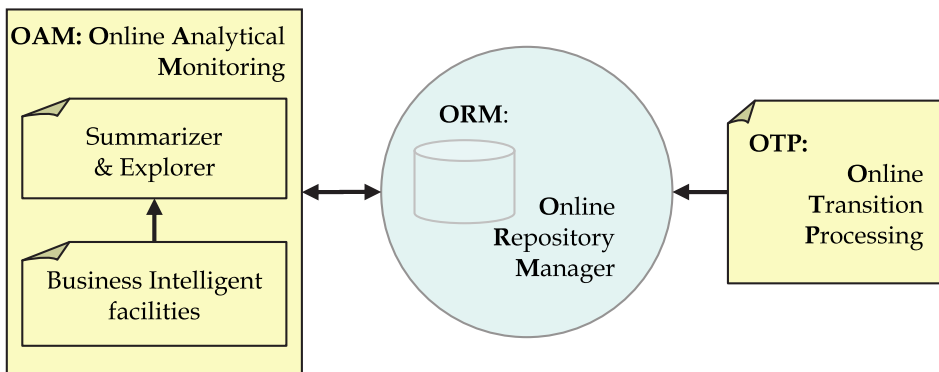 OAM: Online Analytical
Monitoring
Summarizer
& Explorer
Business Intelligent
facilities
ORM:
Online
Repository
Manager
OTP:
Online
Transition
Processing